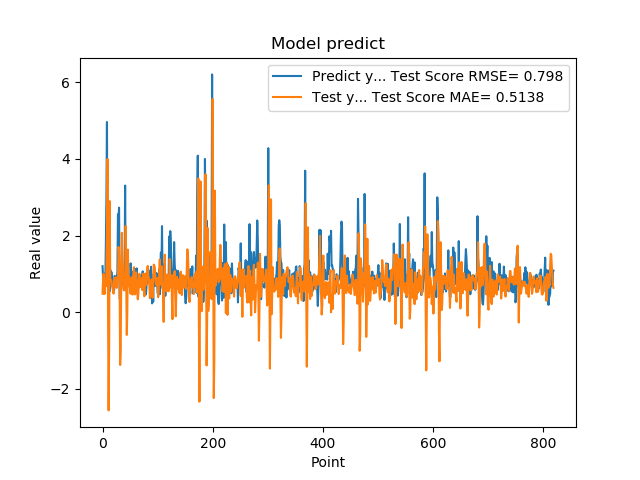 Model predict
Predict y... Test Score RMSE= 0.798
Test y... Test Score MAE= 0.5138
6
4
2
0
−2
Real value
0 200 400 600 800
Point